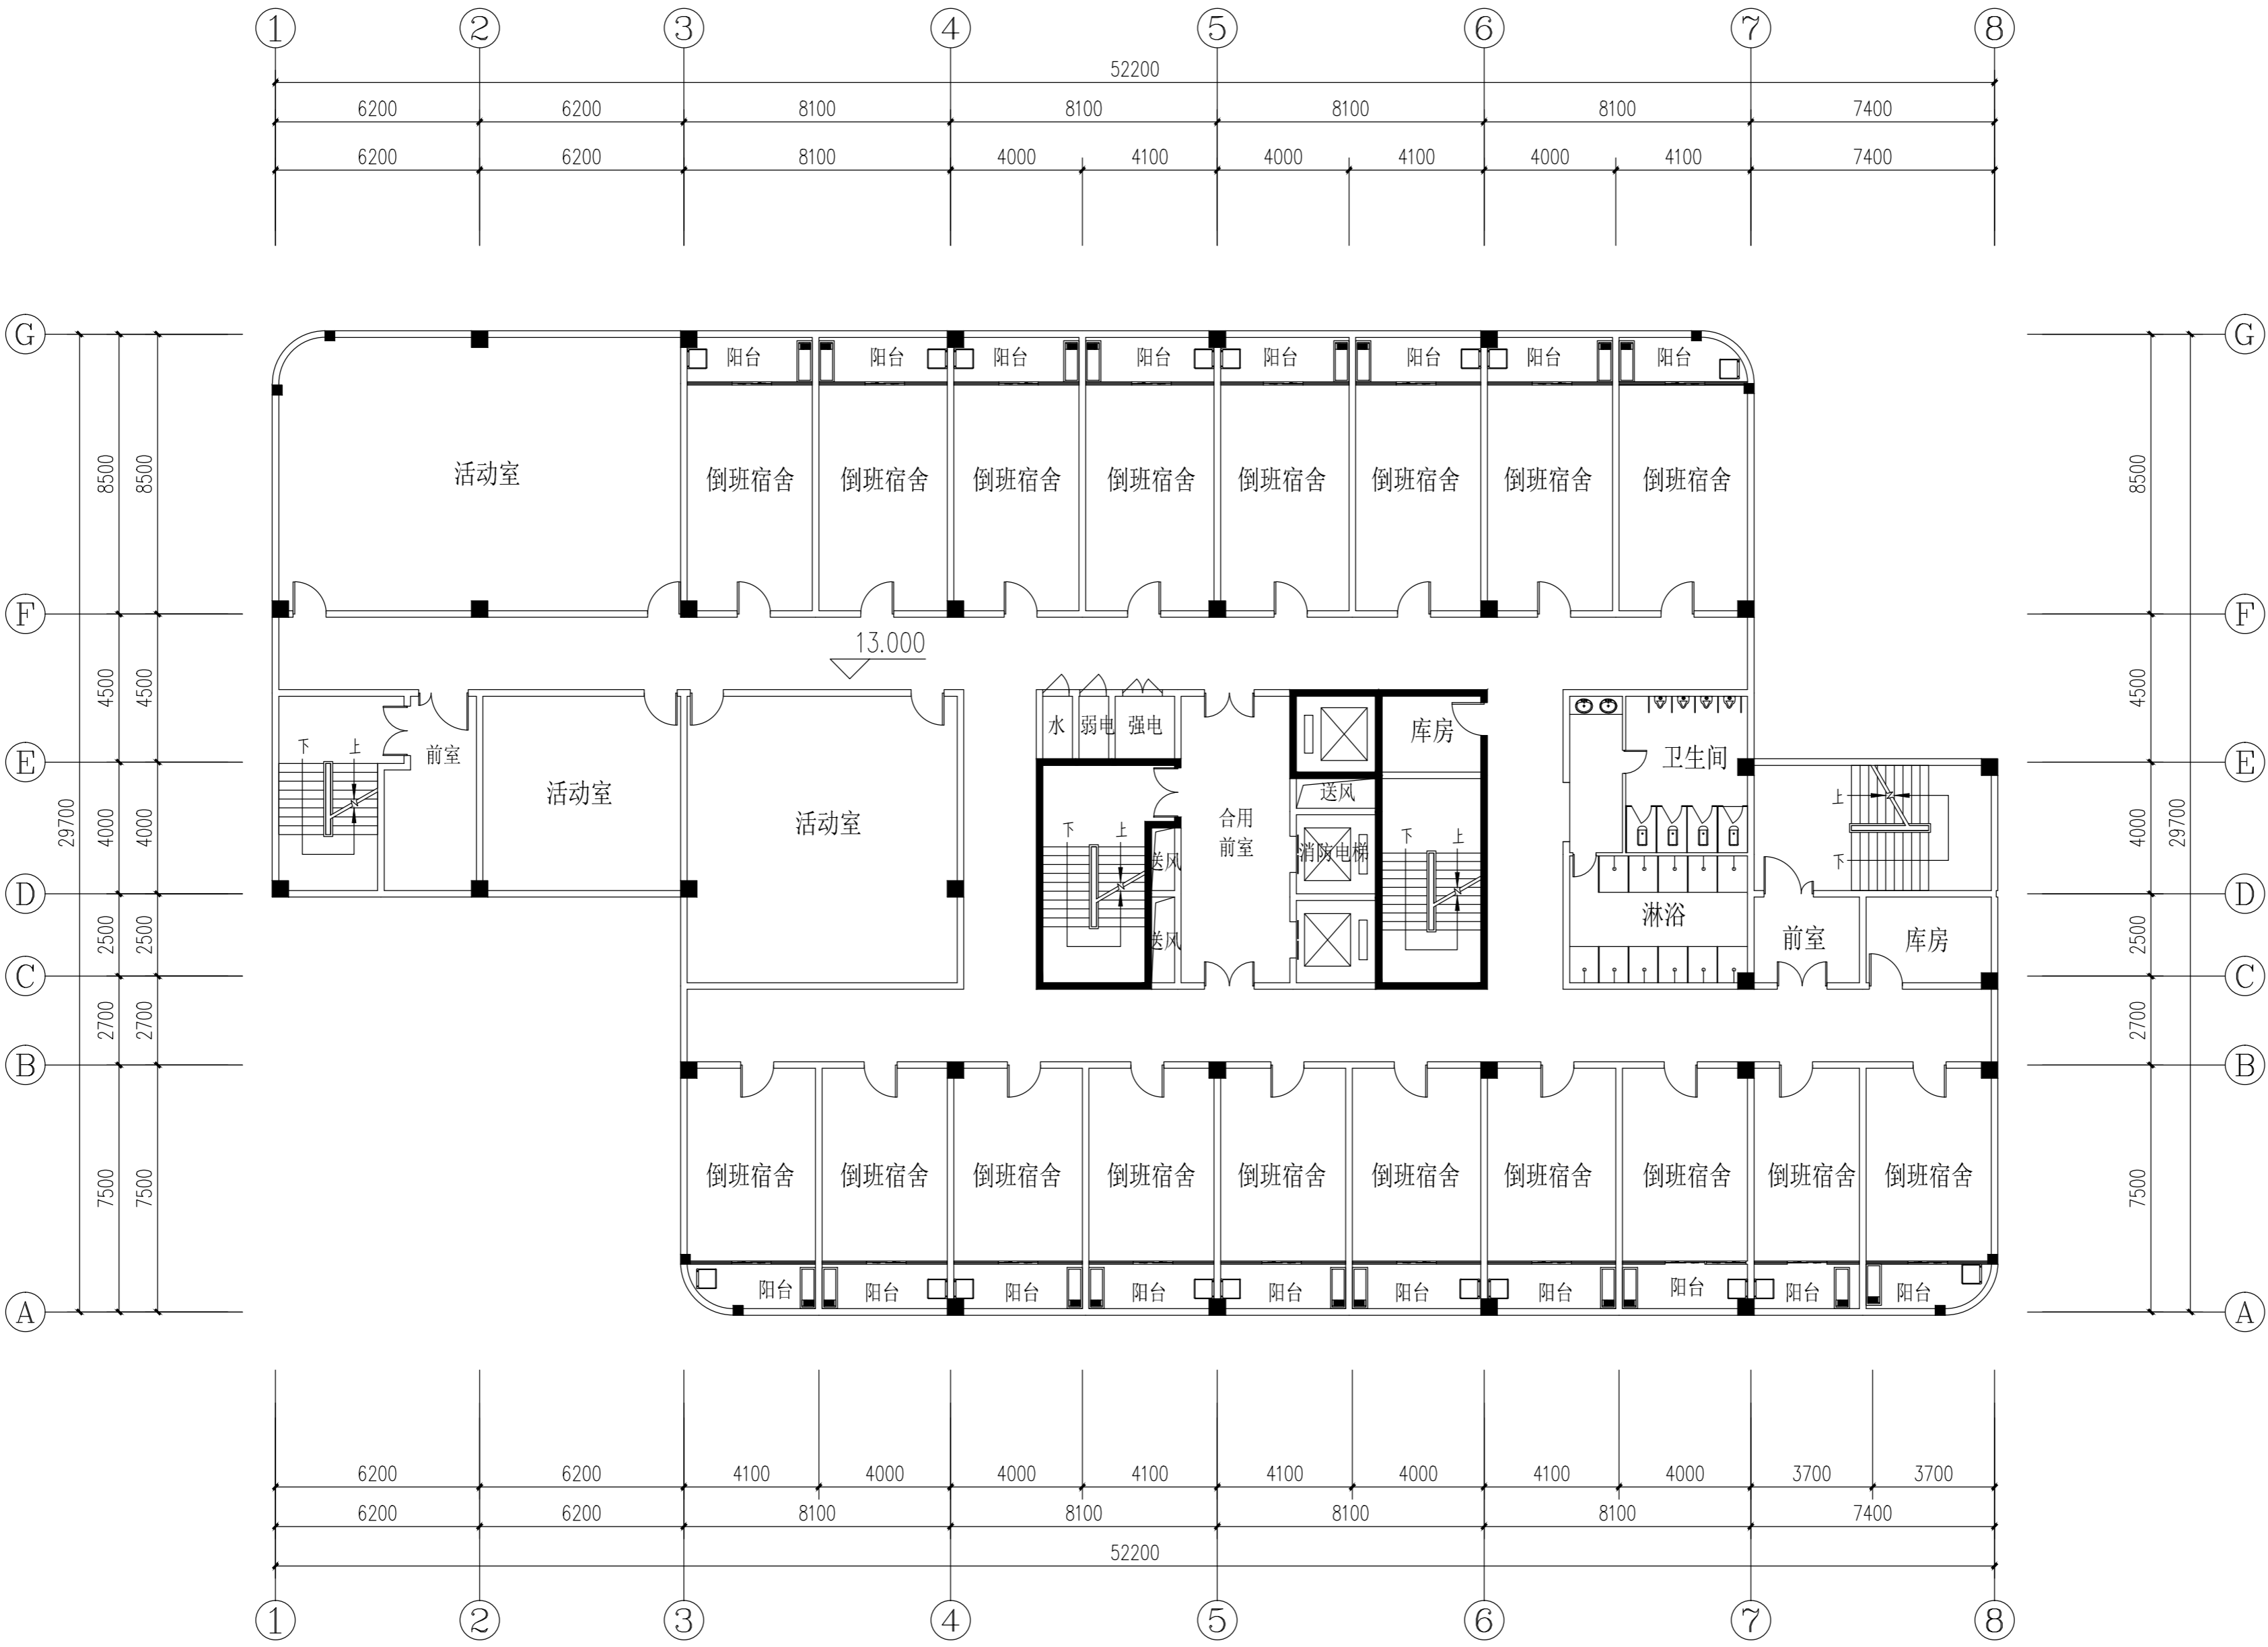 1 2 3 4 5 6 7 8
52200
6200 6200 8100 8100 8100 8100 7400
6200 6200 8100 4000 4100 4000 4100 4000 4100 7400
G G
阳台 阳台 阳台 阳台 阳台 阳台 阳台 阳台
8500 8500 8500
活动室 倒班宿舍 倒班宿舍 倒班宿舍 倒班宿舍 倒班宿舍 倒班宿舍 倒班宿舍 倒班宿舍
F F
13.000
4500 4500 4500
水 弱电 强电 库房
下 上 前室 卫生间
E E
活动室 送风 上
29700 4000 4000 活动室 合用 4000 29700
前室
下 上 送风 消防电梯 下 上 下
D D
淋浴
2500 2500 送风 前室 库房 2500
C C
2700 2700 2700
B B
7500 7500 倒班宿舍 倒班宿舍 倒班宿舍 倒班宿舍 倒班宿舍 倒班宿舍 倒班宿舍 倒班宿舍 倒班宿舍 倒班宿舍 7500
阳台 阳台 阳台 阳台 阳台 阳台 阳台 阳台 阳台 阳台
A A
6200 6200 4100 4000 4000 4100 4100 4000 4100 4000 3700 3700
6200 6200 8100 8100 8100 8100 7400
52200
1 2 3 4 5 6 7 8